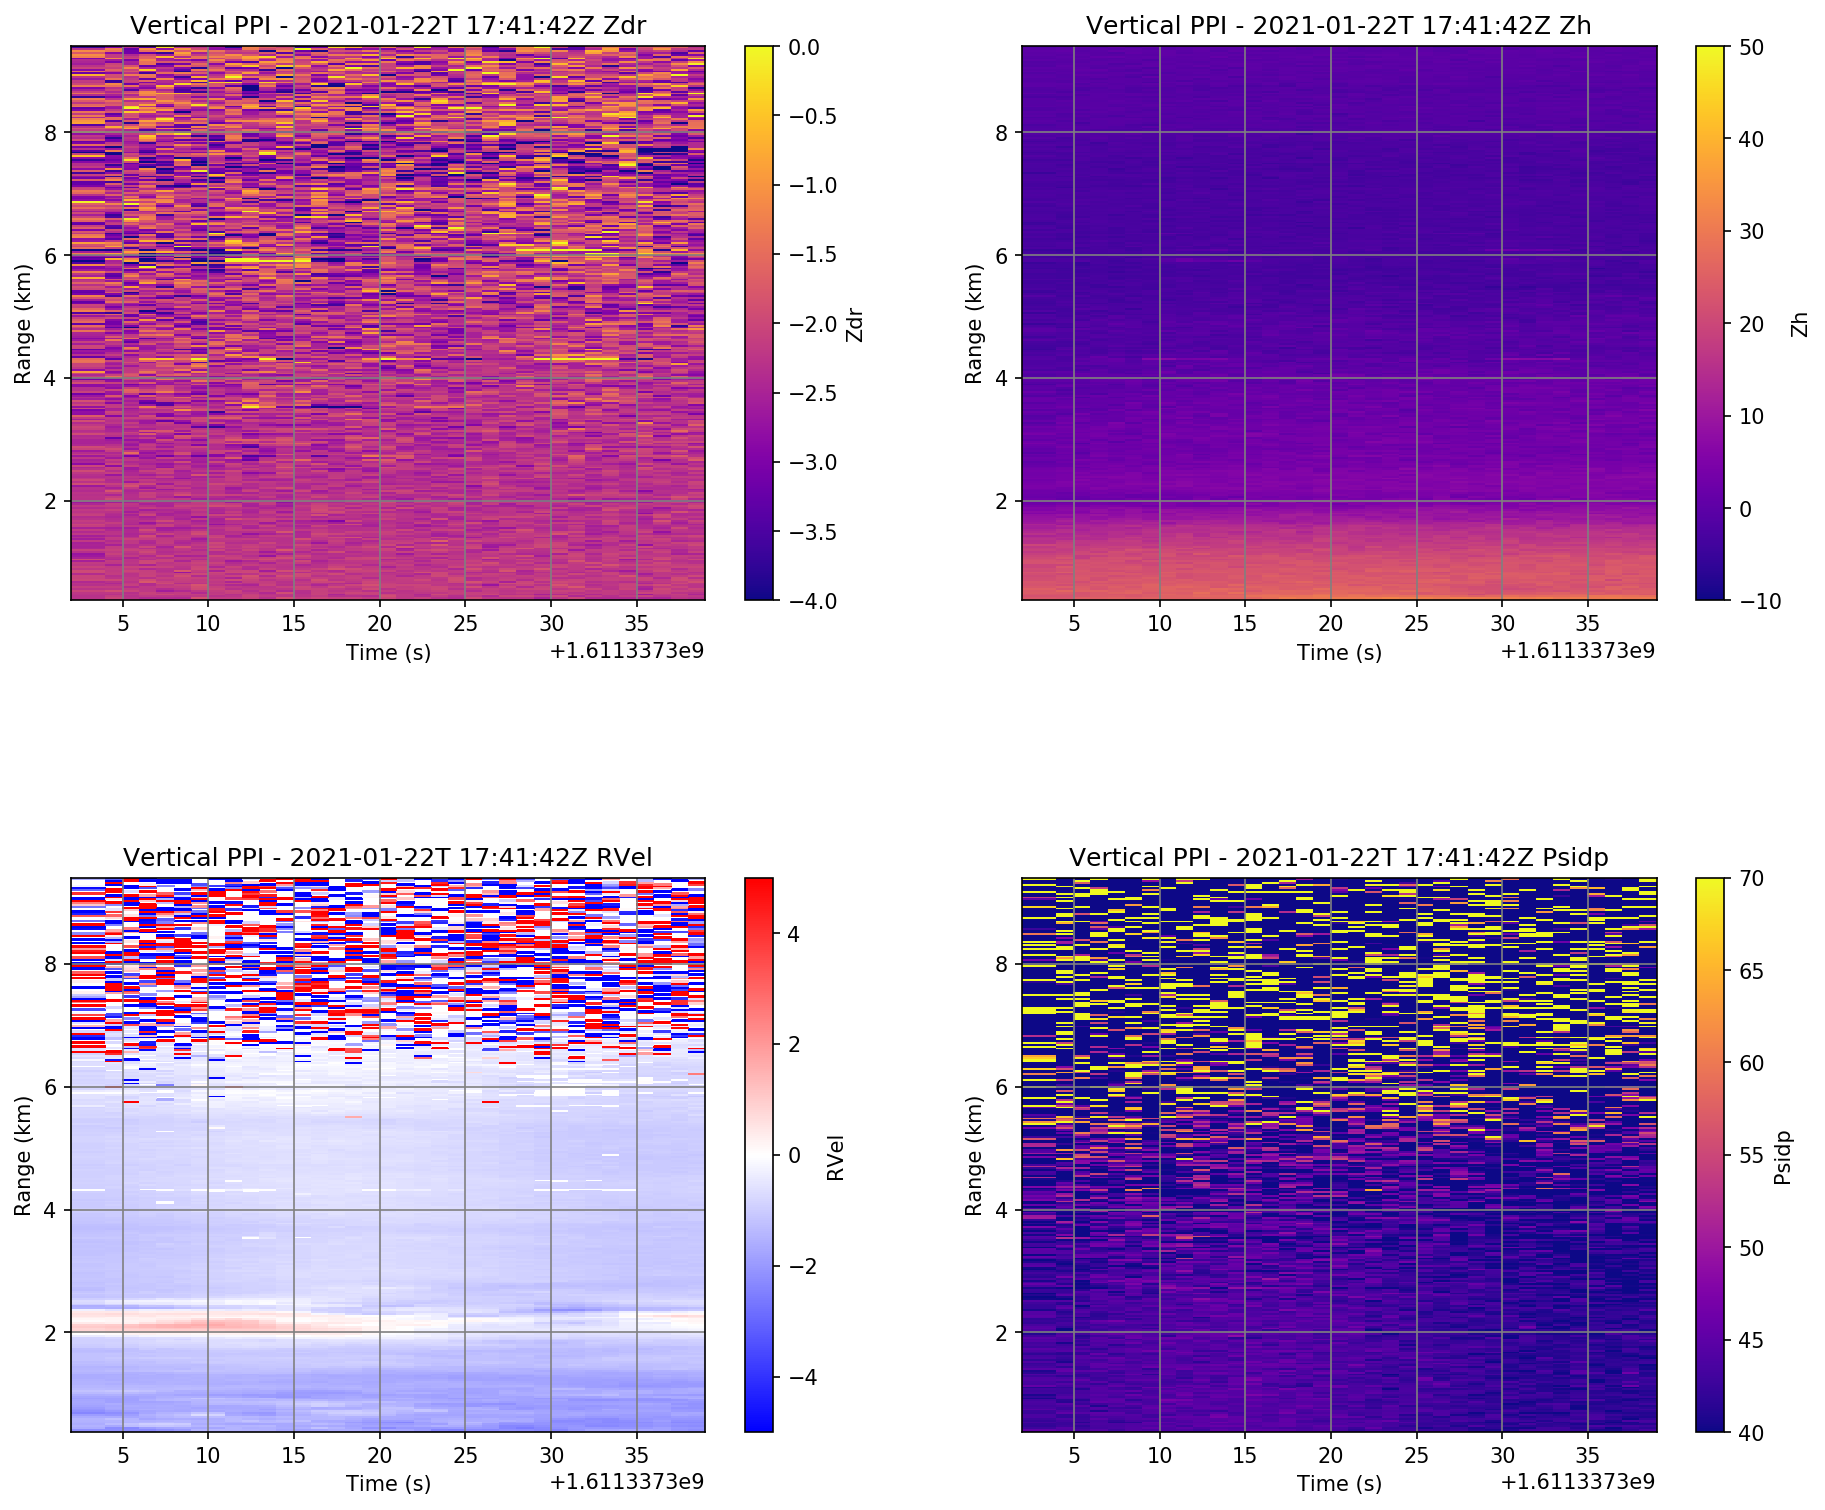 Vertical PPI - 2021-01-22T 17:41:42Z Zdr
Range (km)
8
6
4
2
5 10 15 20 25 30 35
Time (s)
+1.6113373e9
0.0
−0.5
−1.0
−1.5
−2.0
−2.5
−3.0
−3.5
−4.0
Zdr
Vertical PPI - 2021-01-22T 17:41:42Z Zh
Range (km)
8
6
4
2
5 10 15 20 25 30 35
Time (s)
+1.6113373e9
50
40
30
20
10
0
−10
Zh
Vertical PPI - 2021-01-22T 17:41:42Z RVel
Range (km)
8
6
4
2
5 10 15 20 25 30 35
Time (s)
+1.6113373e9
4
2
0
−2
−4
RVel
Vertical PPI - 2021-01-22T 17:41:42Z Psidp
Range (km)
8
6
4
2
5 10 15 20 25 30 35
Time (s)
+1.6113373e9
70
65
60
55
50
45
40
Psidp